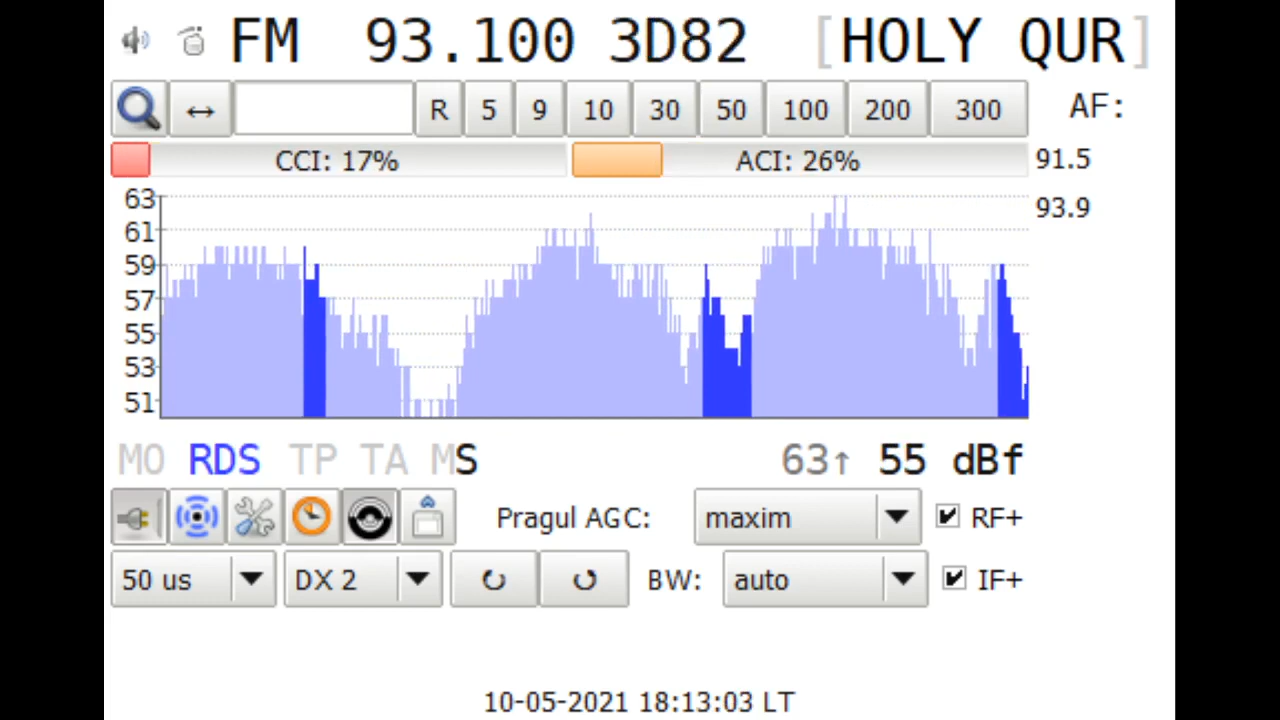 FM 93.100 3D82 [HOLY QUR]
↔ R 5 9 10 30 50 100 200 300 AF:
CCI: 17% ACI: 26% 91.5
93.9
63
61
59
57
55
53
51
MO RDS TP TA MS 63↑ 55 dBf
Pragul AGC: maxim RF+
50 us DX 2 ↻ ↺ BW: auto IF+
10-05-2021 18:13:03 LT